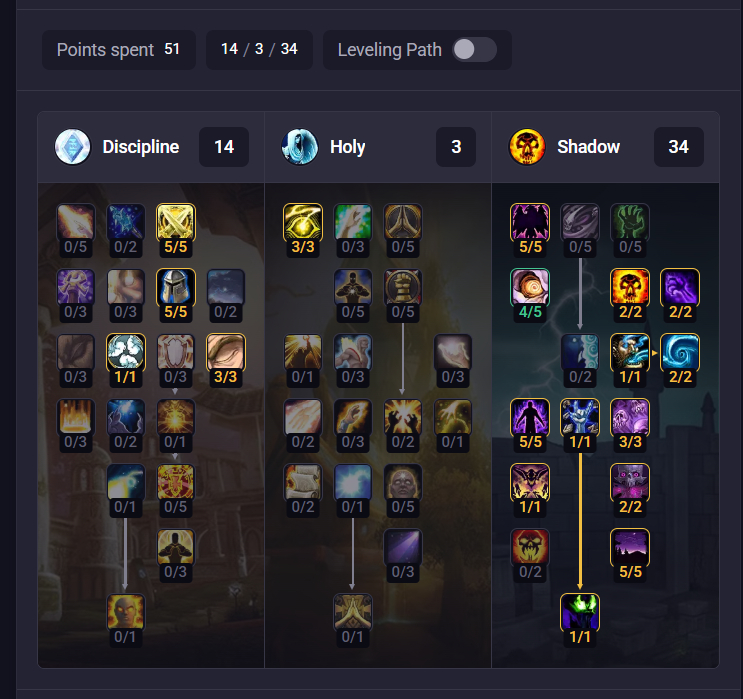 Points spent 51 14 / 3 / 34 Leveling Path
Discipline 14 Holy 3 Shadow 34
0/5 0/2 5/5 3/3 0/3 0/5 5/5 0/5 0/5
0/3 0/3 5/5 0/2 0/5 0/5 4/5 2/2 2/2
0/3 1/1 0/3 3/3 0/1 0/3 0/3 0/2 1/1 2/2
0/3 0/2 0/1 0/2 0/3 0/2 0/1 5/5 1/1 3/3
0/1 0/5 0/2 0/1 0/5 1/1 2/2
0/3 0/3 0/2 5/5
0/1 0/1 1/1